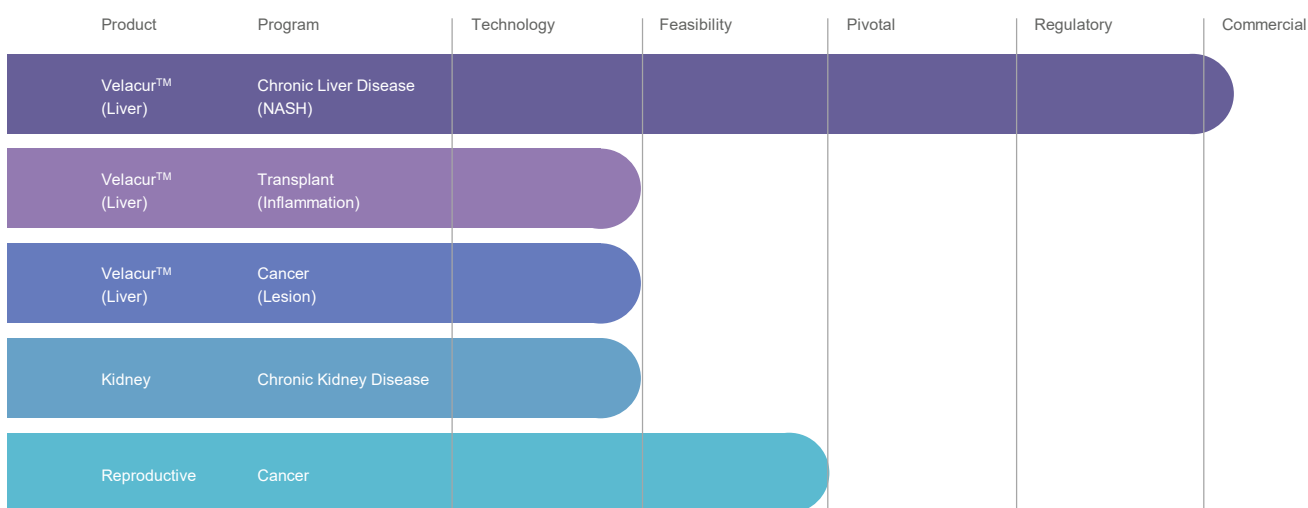 Product Program Technology Feasibility Pivotal Regulatory Commercial
Velacur™ Chronic Liver Disease
(Liver) (NASH)
Velacur™ Transplant
(Liver) (Inflammation)
Velacur™ Cancer
(Liver) (Lesion)
Kidney Chronic Kidney Disease
Reproductive Cancer